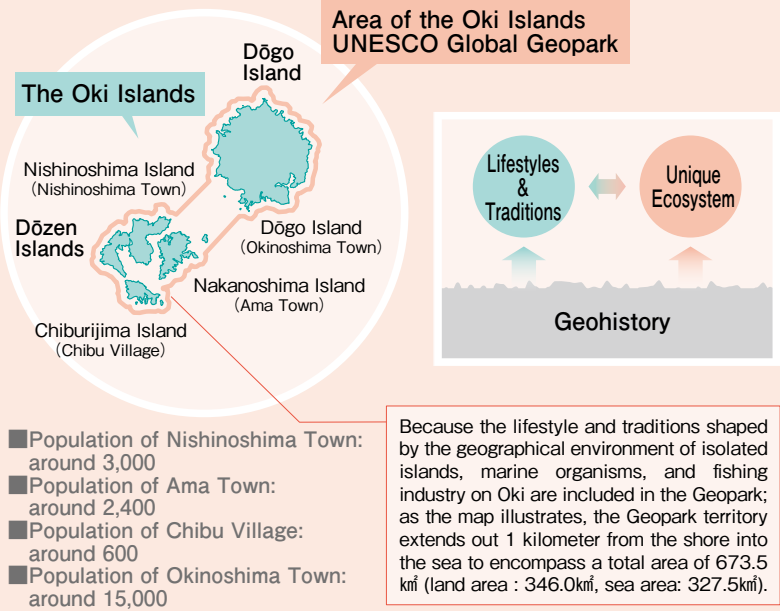 Area of the Oki Islands
UNESCO Global Geopark
The Oki Islands
Dōgo
Island
Nishinoshima Island
(Nishinoshima Town)
Dōzen
Islands
Dōgo Island
(Okinoshima Town)
Nakanoshima Island
(Ama Town)
Chiburijima Island
(Chibu Village)
Lifestyles
&
Traditions
Unique
Ecosystem
Geohistory
■Population of Nishinoshima Town:
around 3,000
■Population of Ama Town:
around 2,400
■Population of Chibu Village:
around 600
■Population of Okinoshima Town:
around 15,000
Because the lifestyle and traditions shaped
by the geographical environment of isolated
islands, marine organisms, and fishing
industry on Oki are included in the Geopark;
as the map illustrates, the Geopark territory
extends out 1 kilometer from the shore into
the sea to encompass a total area of 673.5
㎢ (land area : 346.0㎢, sea area: 327.5㎢).